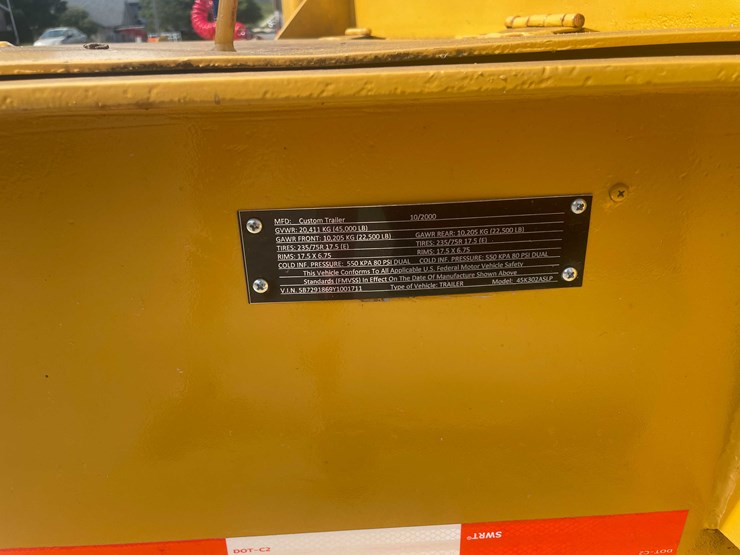 MFD: Custom Trailer 10/2000
GVWR: 20,411 KG (45,000 LB)
GAWR FRONT: 10,205 KG (22,500 LB) GAWR REAR: 10,205 KG (22,500 LB)
TIRES: 235/75R 17.5 (E) TIRES: 235/75R 17.5 (E)
RIMS: 17.5 X 6.75 RIMS: 17.5 X 6.75
COLD INF. PRESSURE: 550 KPA 80 PSI DUAL COLD INF. PRESSURE: 550 KPA 80 PSI DUAL
This Vehicle Conforms To All Applicable U.S. Federal Motor Vehicle Safety
Standards (FMVSS) In Effect On The Date Of Manufacture Shown Above
V.I.N. 5B7291869Y1001711 Type of Vehicle: TRAILER Model: 45K302ASLP
DOT-C2
SWRT®
DOT-C2